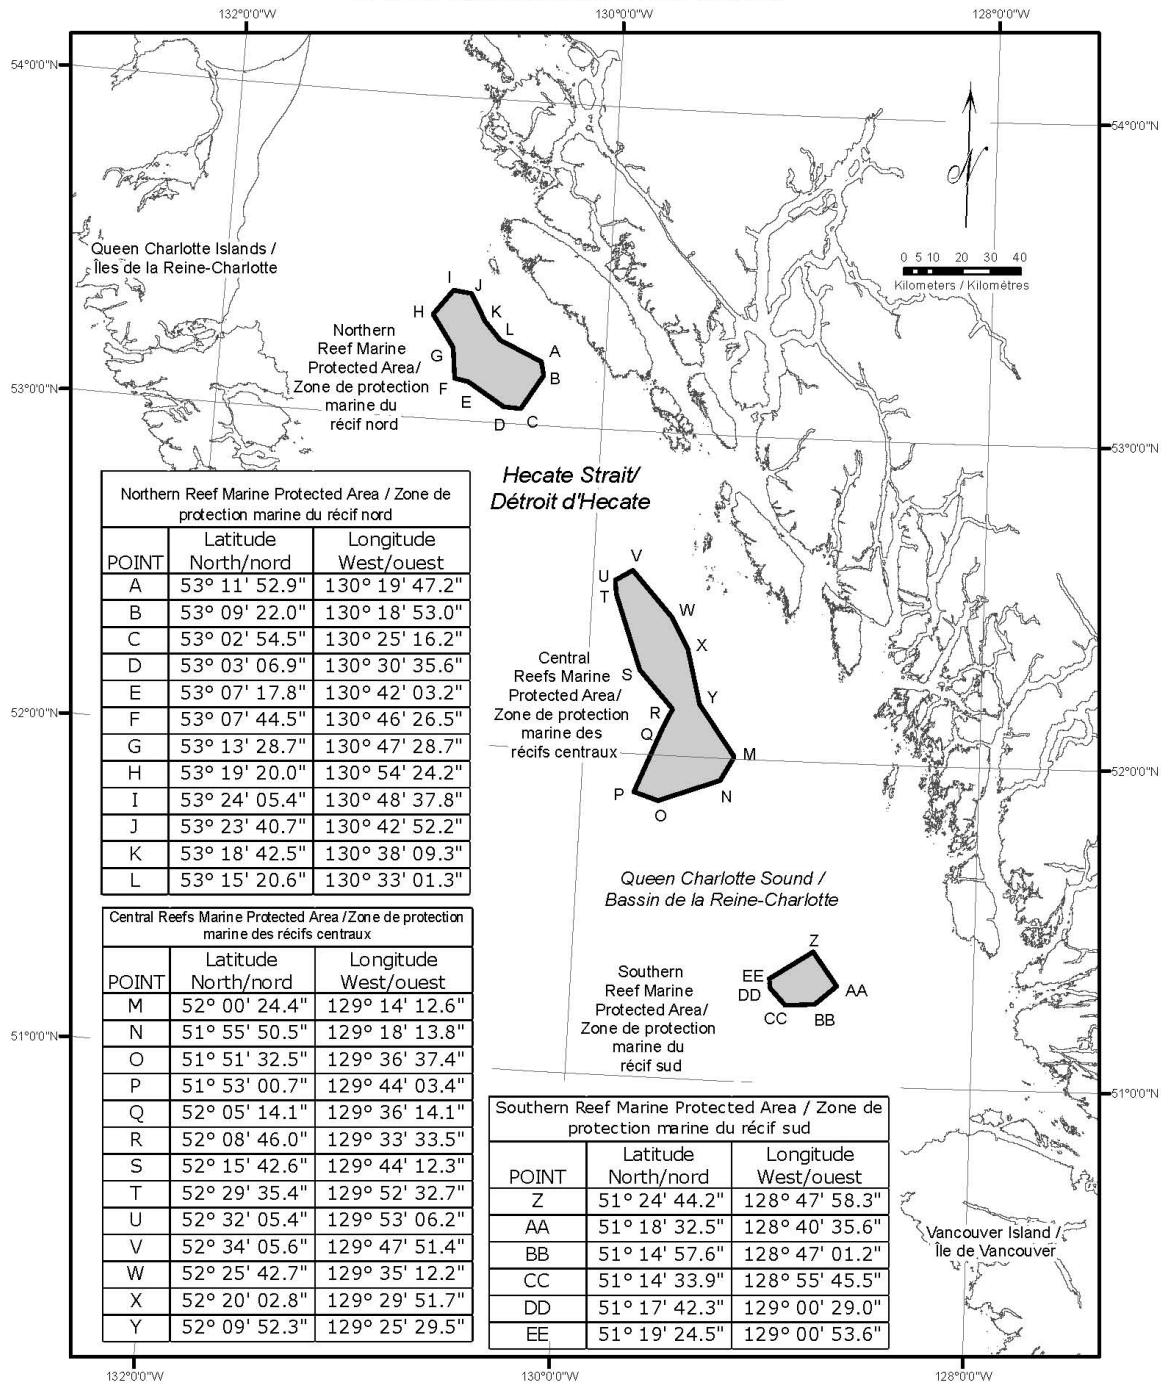 132°0'0"W
130°0'0"W
128°0'0"W
54°0'0"N
54°0'0"N
N
0 5 10 20 30 40
Kilometers / Kilométres
Queen Charlotte Islands /
Îles de la Reine-Charlotte
I
J
H
K
L
G
A
F
B
E
D
C
Northern
Reef Marine
Protected Area/
Zone de protection
marine du
récif nord
53°0'0"N
53°0'0"N
Hecate Strait/
Détroit d'Hecate
Northern Reef Marine Protected Area / Zone de
protection marine du récif nord
POINT Latitude North/nord Longitude West/ouest
A 53° 11' 52.9" 130° 19' 47.2"
B 53° 09' 22.0" 130° 18' 53.0"
C 53° 02' 54.5" 130° 25' 16.2"
D 53° 03' 06.9" 130° 30' 35.6"
E 53° 07' 17.8" 130° 42' 03.2"
F 53° 07' 44.5" 130° 46' 26.5"
G 53° 13' 28.7" 130° 47' 28.7"
H 53° 19' 20.0" 130° 54' 24.2"
I 53° 24' 05.4" 130° 48' 37.8"
J 53° 23' 40.7" 130° 42' 52.2"
K 53° 18' 42.5" 130° 38' 09.3"
L 53° 15' 20.6" 130° 33' 01.3"
V
U
T
W
X
S
Y
R
Q
M
P
N
O
Central
Reefs Marine
Protected Area/
Zone de protection
marine des
récifs centraux
52°0'0"N
52°0'0"N
Queen Charlotte Sound /
Bassin de la Reine-Charlotte
Central Reefs Marine Protected Area /Zone de protection
marine des récifs centraux
POINT Latitude North/nord Longitude West/ouest
M 52° 00' 24.4" 129° 14' 12.6"
N 51° 55' 50.5" 129° 18' 13.8"
O 51° 51' 32.5" 129° 36' 37.4"
P 51° 53' 00.7" 129° 44' 03.4"
Q 52° 05' 14.1" 129° 36' 14.1"
R 52° 08' 46.0" 129° 33' 33.5"
S 52° 15' 42.6" 129° 44' 12.3"
T 52° 29' 35.4" 129° 52' 32.7"
U 52° 32' 05.4" 129° 53' 06.2"
V 52° 34' 05.6" 129° 47' 51.4"
W 52° 25' 42.7" 129° 35' 12.2"
X 52° 20' 02.8" 129° 29' 51.7"
Y 52° 09' 52.3" 129° 25' 29.5"
Z
EE
DD
AA
CC
BB
Southern
Reef Marine
Protected Area/
Zone de protection
marine du
récif sud
51°0'0"N
51°0'0"N
Southern Reef Marine Protected Area / Zone de
protection marine du récif sud
POINT Latitude North/nord Longitude West/ouest
Z 51° 24' 44.2" 128° 47' 58.3"
AA 51° 18' 32.5" 128° 40' 35.6"
BB 51° 14' 57.6" 128° 47' 01.2"
CC 51° 14' 33.9" 128° 55' 45.5"
DD 51° 17' 42.3" 129° 00' 29.0"
EE 51° 19' 24.5" 129° 00' 53.6"
Vancouver Island /
Île de Vancouver
132°0'0"W
130°0'0"W
128°0'0"W